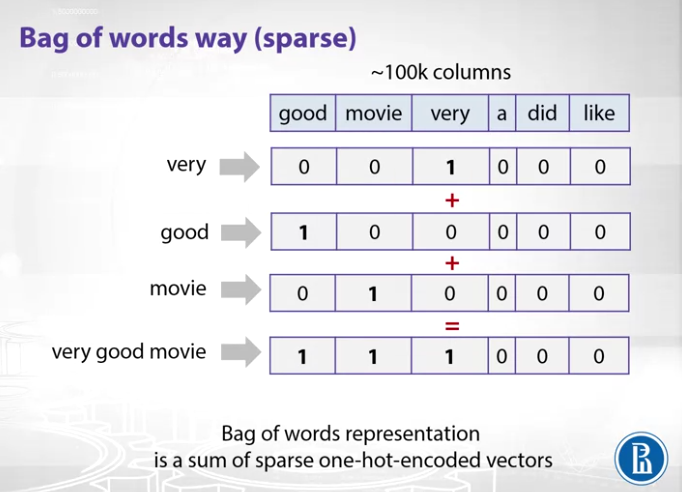 Bag of words way (sparse)
~100k columns
good movie very a did like
very 0 0 1 0 0 0
+
good 1 0 0 0 0 0
+
movie 0 1 0 0 0 0
=
very good movie 1 1 1 0 0 0
Bag of words representation
is a sum of sparse one-hot-encoded vectors